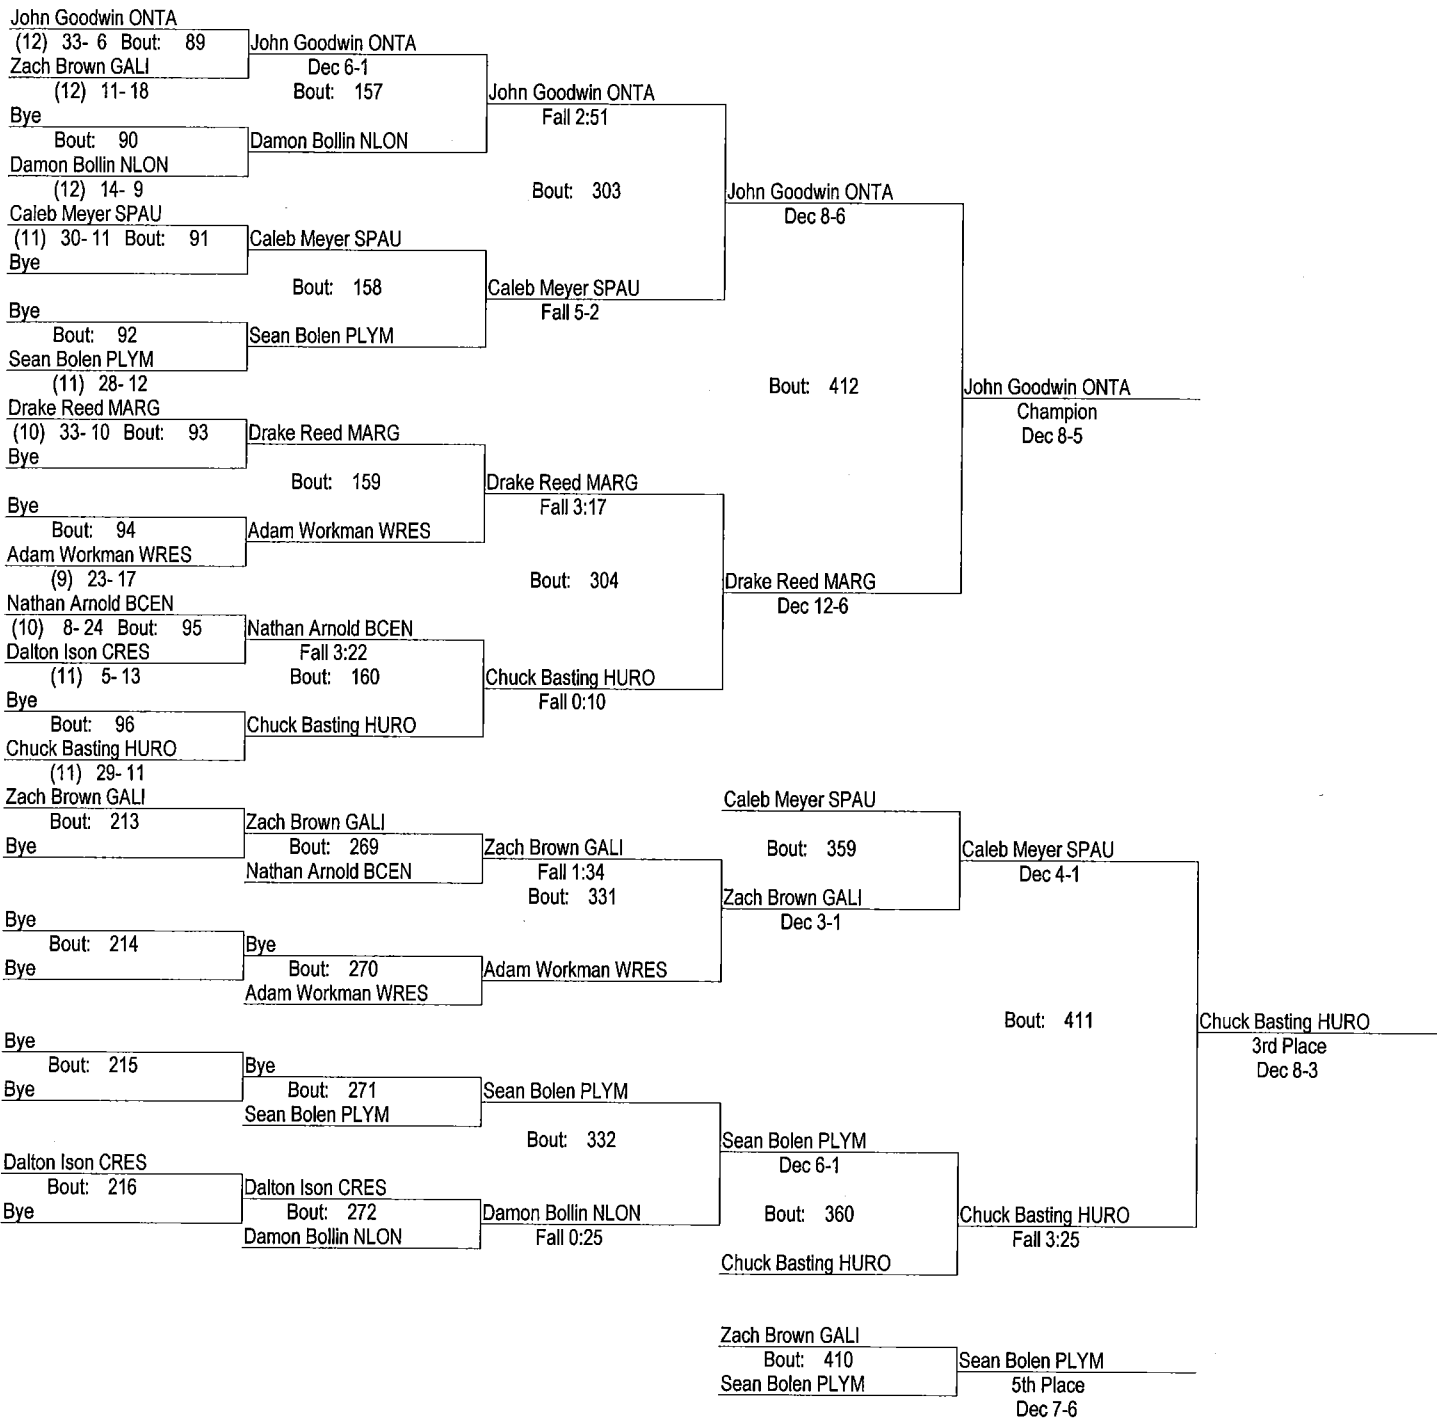 John Goodwin ONTA
(12) 33- 6 Bout: 89
Zach Brown GALI
(12) 11- 18
Bye
Bout: 90
Damon Bollin NLON
(12) 14- 9
Caleb Meyer SPAU
(11) 30- 11 Bout: 91
Bye
Bye
Bout: 92
Sean Bolen PLYM
(11) 28- 12
Drake Reed MARG
(10) 33- 10 Bout: 93
Bye
Bye
Bout: 94
Adam Workman WRES
(9) 23- 17
Nathan Arnold BCEN
(10) 8- 24 Bout: 95
Dalton Ison CRES
(11) 5- 13
Bye
Bout: 96
Chuck Basting HURO
(11) 29- 11
John Goodwin ONTA
Dec 6-1
Bout: 157
Damon Bollin NLON
Caleb Meyer SPAU
Bout: 158
Sean Bolen PLYM
Drake Reed MARG
Bout: 159
Adam Workman WRES
Nathan Arnold BCEN
Fall 3:22
Bout: 160
Chuck Basting HURO
John Goodwin ONTA
Fall 2:51
Bout: 303
Caleb Meyer SPAU
Fall 5-2
Drake Reed MARG
Fall 3:17
Bout: 304
Chuck Basting HURO
Fall 0:10
John Goodwin ONTA
Dec 8-6
Bout: 412
Drake Reed MARG
Dec 12-6
John Goodwin ONTA
Champion
Dec 8-5
Zach Brown GALI
Bout: 213
Bye
Bye
Bout: 214
Bye
Bye
Bout: 215
Bye
Dalton Ison CRES
Bout: 216
Bye
Zach Brown GALI
Bout: 269
Nathan Arnold BCEN
Bye
Bout: 270
Adam Workman WRES
Bye
Bout: 271
Sean Bolen PLYM
Dalton Ison CRES
Bout: 272
Damon Bollin NLON
Zach Brown GALI
Fall 1:34
Bout: 331
Adam Workman WRES
Sean Bolen PLYM
Bout: 332
Damon Bollin NLON
Fall 0:25
Caleb Meyer SPAU
Bout: 359
Zach Brown GALI
Dec 3-1
Sean Bolen PLYM
Dec 6-1
Bout: 360
Chuck Basting HURO
Caleb Meyer SPAU
Dec 4-1
Bout: 411
Chuck Basting HURO
Fall 3:25
Chuck Basting HURO
3rd Place
Dec 8-3
Zach Brown GALI
Bout: 410
Sean Bolen PLYM
Sean Bolen PLYM
5th Place
Dec 7-6